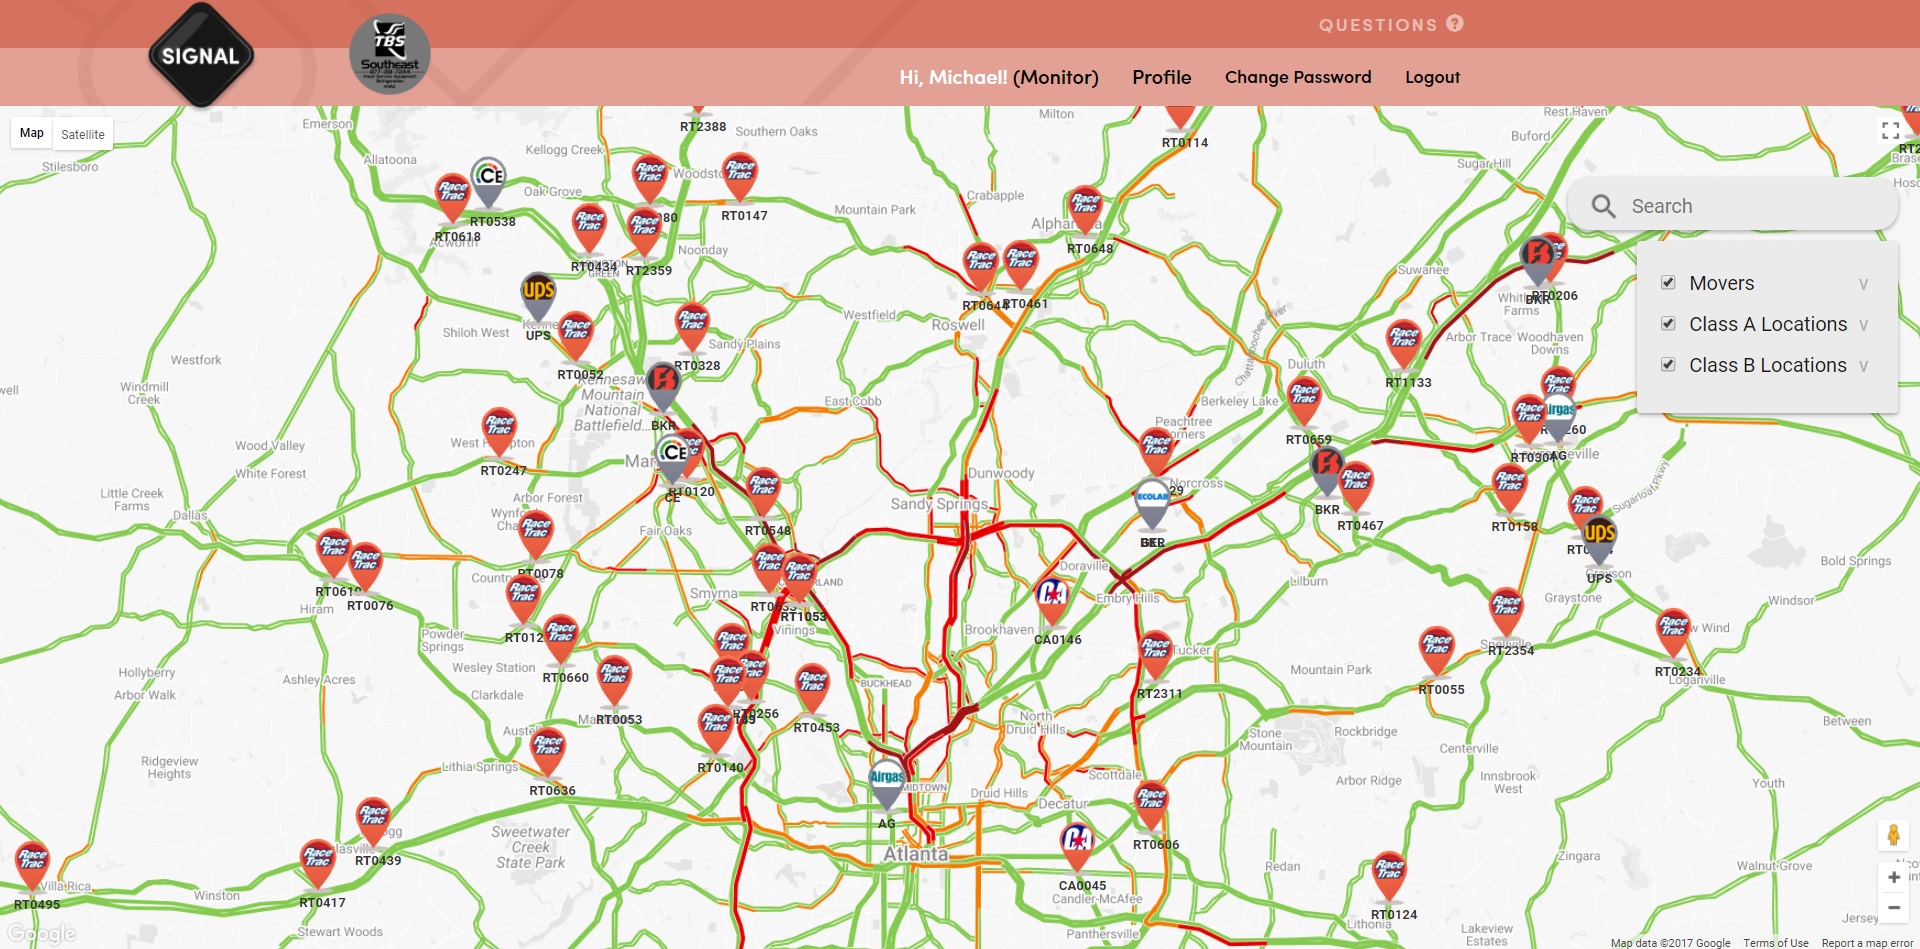 QUESTIONS ?
SIGNAL
TBS
Southeast
Hi, Michael! (Monitor)
Profile
Change Password
Logout
Map
Satellite
Search
Movers
Class A Locations
Class B Locations
Emerson
Stilesboro
Allatoona
Kellogg Creek
RT2388
Southern Oaks
Milton
RT0114
Rest Haven
Buford
Sugar Hill
Oak Grove
RT0538
RT0618
Acworth
RT0147
Mountain Park
Crabapple
RT0648
RT0434
RT2359
Noonday
Suwanee
RT0206
BKR
UPS
Shiloh West
RT0052
RT0328
Sandy Plains
Westfield
Roswell
RT0644
RT0461
Chattahoochee River
Arbor Trace
Woodhaven
Downs
Westfork
Windmill
Creek
Kennesaw
Mountain
National
Battlefield...
BKR
East Cobb
Duluth
RT1133
Berkeley Lake
RT0659
Wood Valley
White Forest
RT0247
CE
RT0120
Arbor Forest
Fair Oaks
RT0548
Dunwoody
Sandy Springs
Norcross
BKR
RT0467
RT0304
AG
RT0158
Sugarloaf Pkwy
Little Creek
Farms
Dallas
RT0078
Doraville
Embry Hills
Lilburn
UPS
Grayson
Graystone
Bold Springs
Windsor
Hiram
RT0076
Smyrna
RT1053
Vinings
Brookhaven
CA0146
Powder
Springs
Wesley Station
RT0660
Clarkdale
RT0053
Hollyberry
Arbor Walk
Ashley Acres
RT0256
RT0453
BUCKHEAD
Tucker
RT2311
Mountain Park
RT0055
RT2354
RT0234
Loganville
North
Druid Hills
Stone
Mountain
Rockbridge
Centerville
Between
Ridgeview
Heights
Lithia Springs
RT0636
RT0140
AG
MIDTOWN
Druid Hills
Scottdale
Decatur
Arbor Ridge
Innsbrook
West
Youth
Sweetwater
Creek
State Park
RT0439
Atlanta
RT0606
CA0045
Candler-McAfee
Panthersville
Redan
RT0124
Lithonia
Zingara
Walnut Grove
Villa Rica
RT0495
Winston
RT0417
Stewart Woods
Lakeview
Estates
Jersey
Google
Map data ©2017 Google
Terms of Use
Report a map error